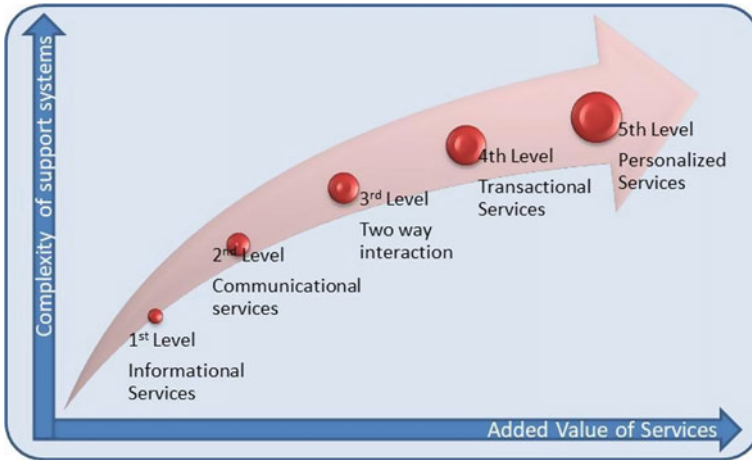 Complexity of support systems
5th Level
Personalized
Services
4th Level
Transactional
Services
3rd Level
Two way
interaction
2nd Level
Communicational
services
1st Level
Informational
Services
Added Value of Services